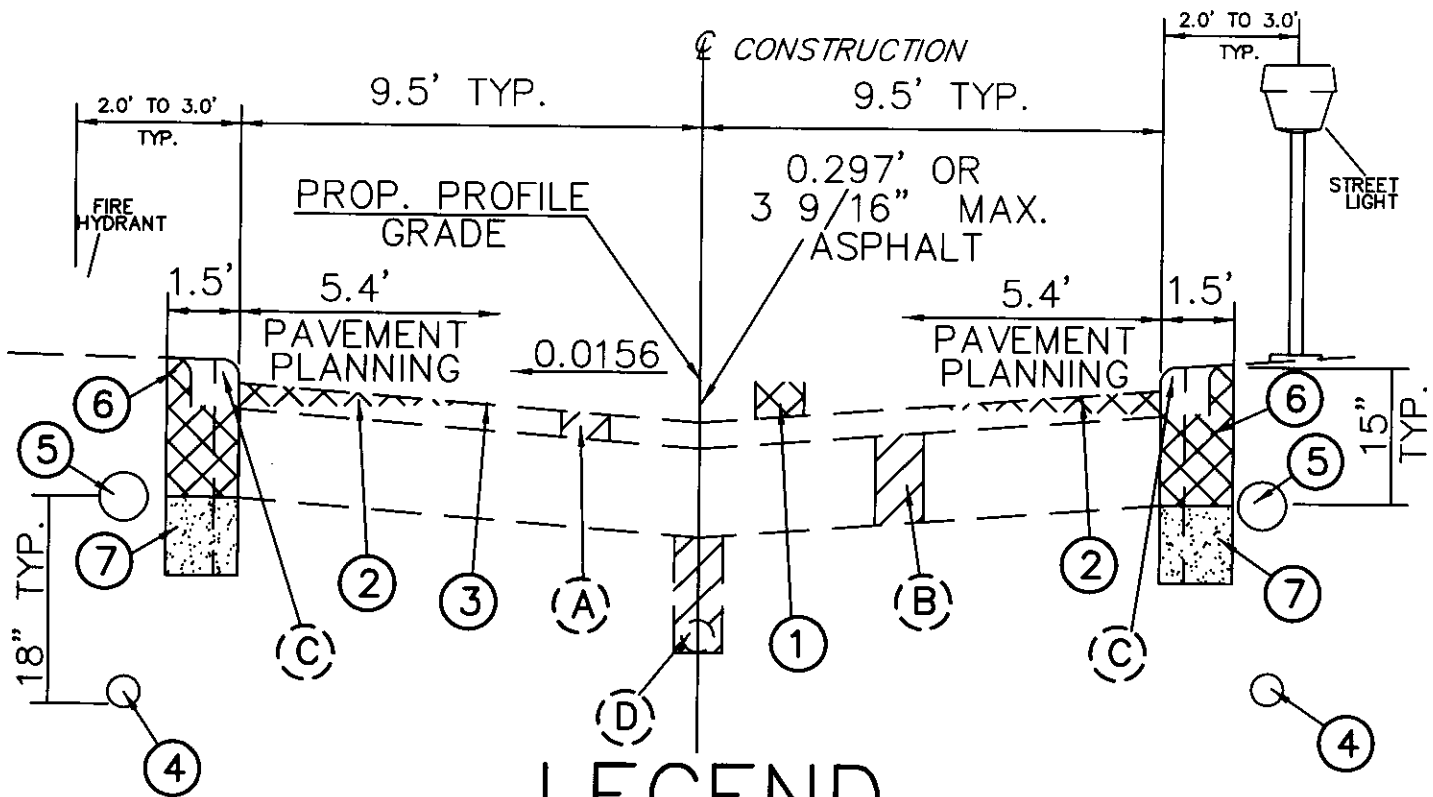 2.0' TO 3.0'
TYP.
℄ CONSTRUCTION
9.5' TYP.
9.5' TYP.
2.0' TO 3.0'
TYP.
0.297' OR
3 9/16" MAX.
ASPHALT
PROP. PROFILE
GRADE
FIRE
HYDRANT
STREET
LIGHT
1.5'
5.4'
5.4'
1.5'
PAVEMENT
PLANNING
0.0156
PAVEMENT
PLANNING
6
6
15"
TYP.
5
5
18" TYP.
7
2
3
A
1
B
2
7
C
C
D
4
4
LEGEND